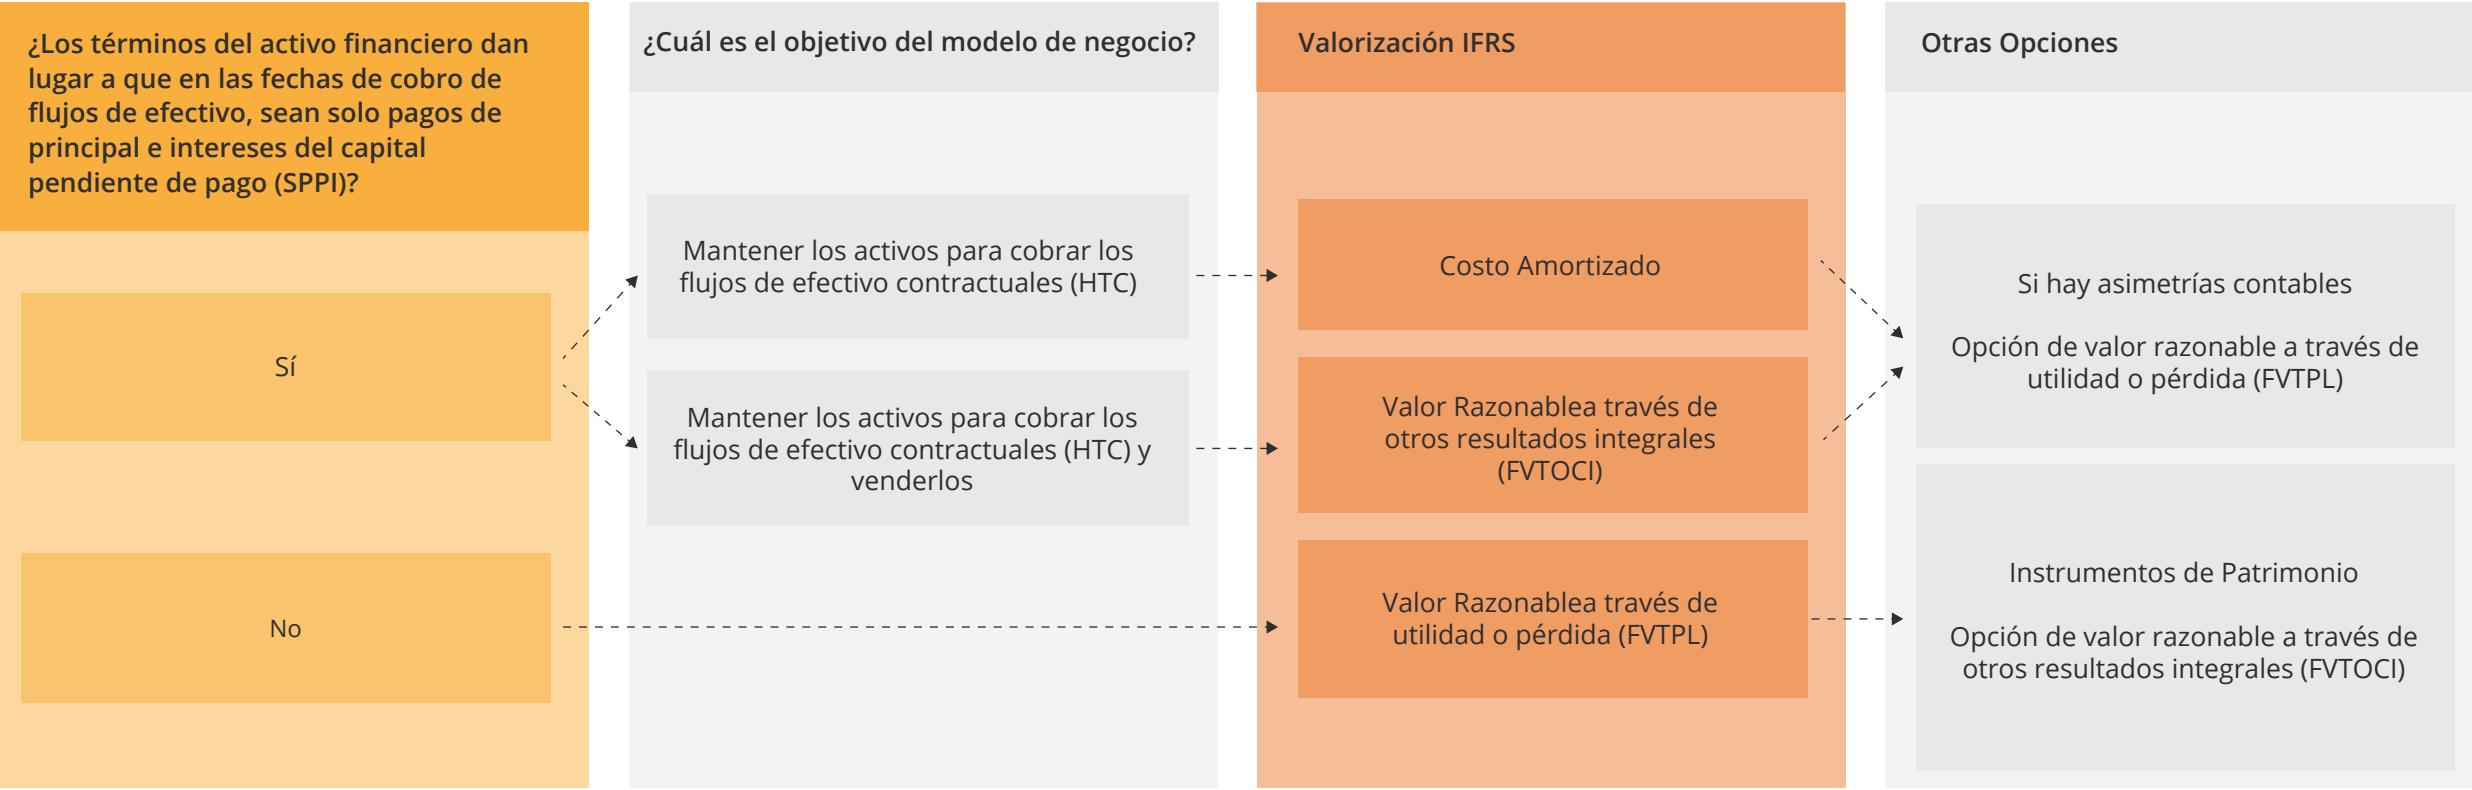 ¿Los términos del activo financiero dan
lugar a que en las fechas de cobro de
flujos de efectivo, sean solo pagos de
principal e intereses del capital
pendiente de pago (SPPI)?
Sí
No
¿Cuál es el objetivo del modelo de negocio?
Mantener los activos para cobrar los
flujos de efectivo contractuales (HTC)
Mantener los activos para cobrar los
flujos de efectivo contractuales (HTC) y
venderlos
Valorización IFRS
Costo Amortizado
Valor Razonablea través de
otros resultados integrales
(FVTOCI)
Valor Razonablea través de
utilidad o pérdida (FVTPL)
Otras Opciones
Si hay asimetrías contables
Opción de valor razonable a través de
utilidad o pérdida (FVTPL)
Instrumentos de Patrimonio
Opción de valor razonable a través de
otros resultados integrales (FVTOCI)